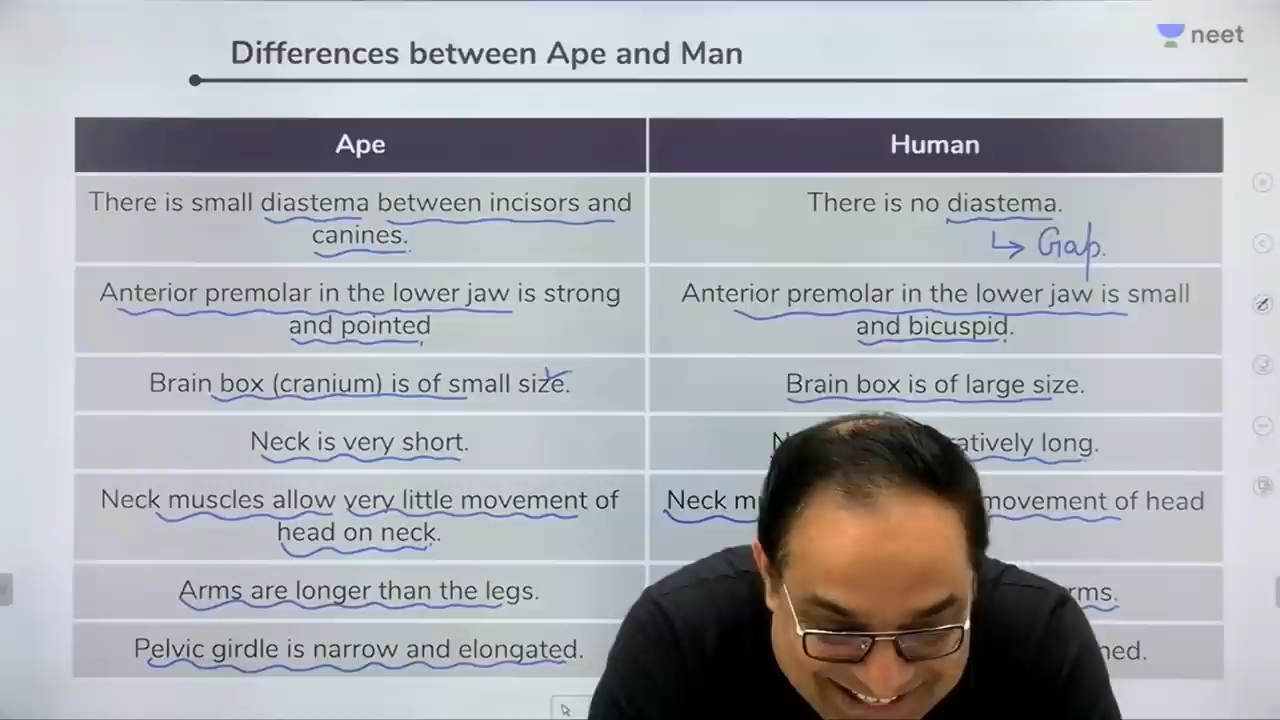 Differences between Ape and Man
neet
Ape
Human
There is small diastema between incisors and
canines.
There is no diastema.
↳ Gap.
Anterior premolar in the lower jaw is strong
and pointed
Anterior premolar in the lower jaw is small
and bicuspid.
Brain box (cranium) is of small size.
Brain box is of large size.
Neck is very short.
long.
Neck muscles allow very little movement of
head on neck.
Neck
movement of head
Arms are longer than the legs.
Pelvic girdle is narrow and elongated.